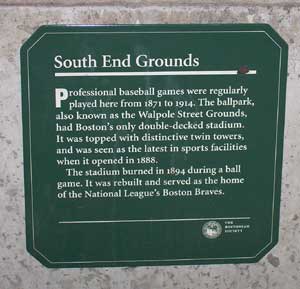 South End Grounds
Professional baseball games were regularly
played here from 1871 to 1914. The ballpark,
also known as the Walpole Street Grounds,
had Boston's only double-decked stadium.
It was topped with distinctive twin towers,
and was seen as the latest in sports facilities
when it opened in 1888.
The stadium burned in 1894 during a ball
game. It was rebuilt and served as the home
of the National League's Boston Braves.
THE
BOSTONIAN
SOCIETY